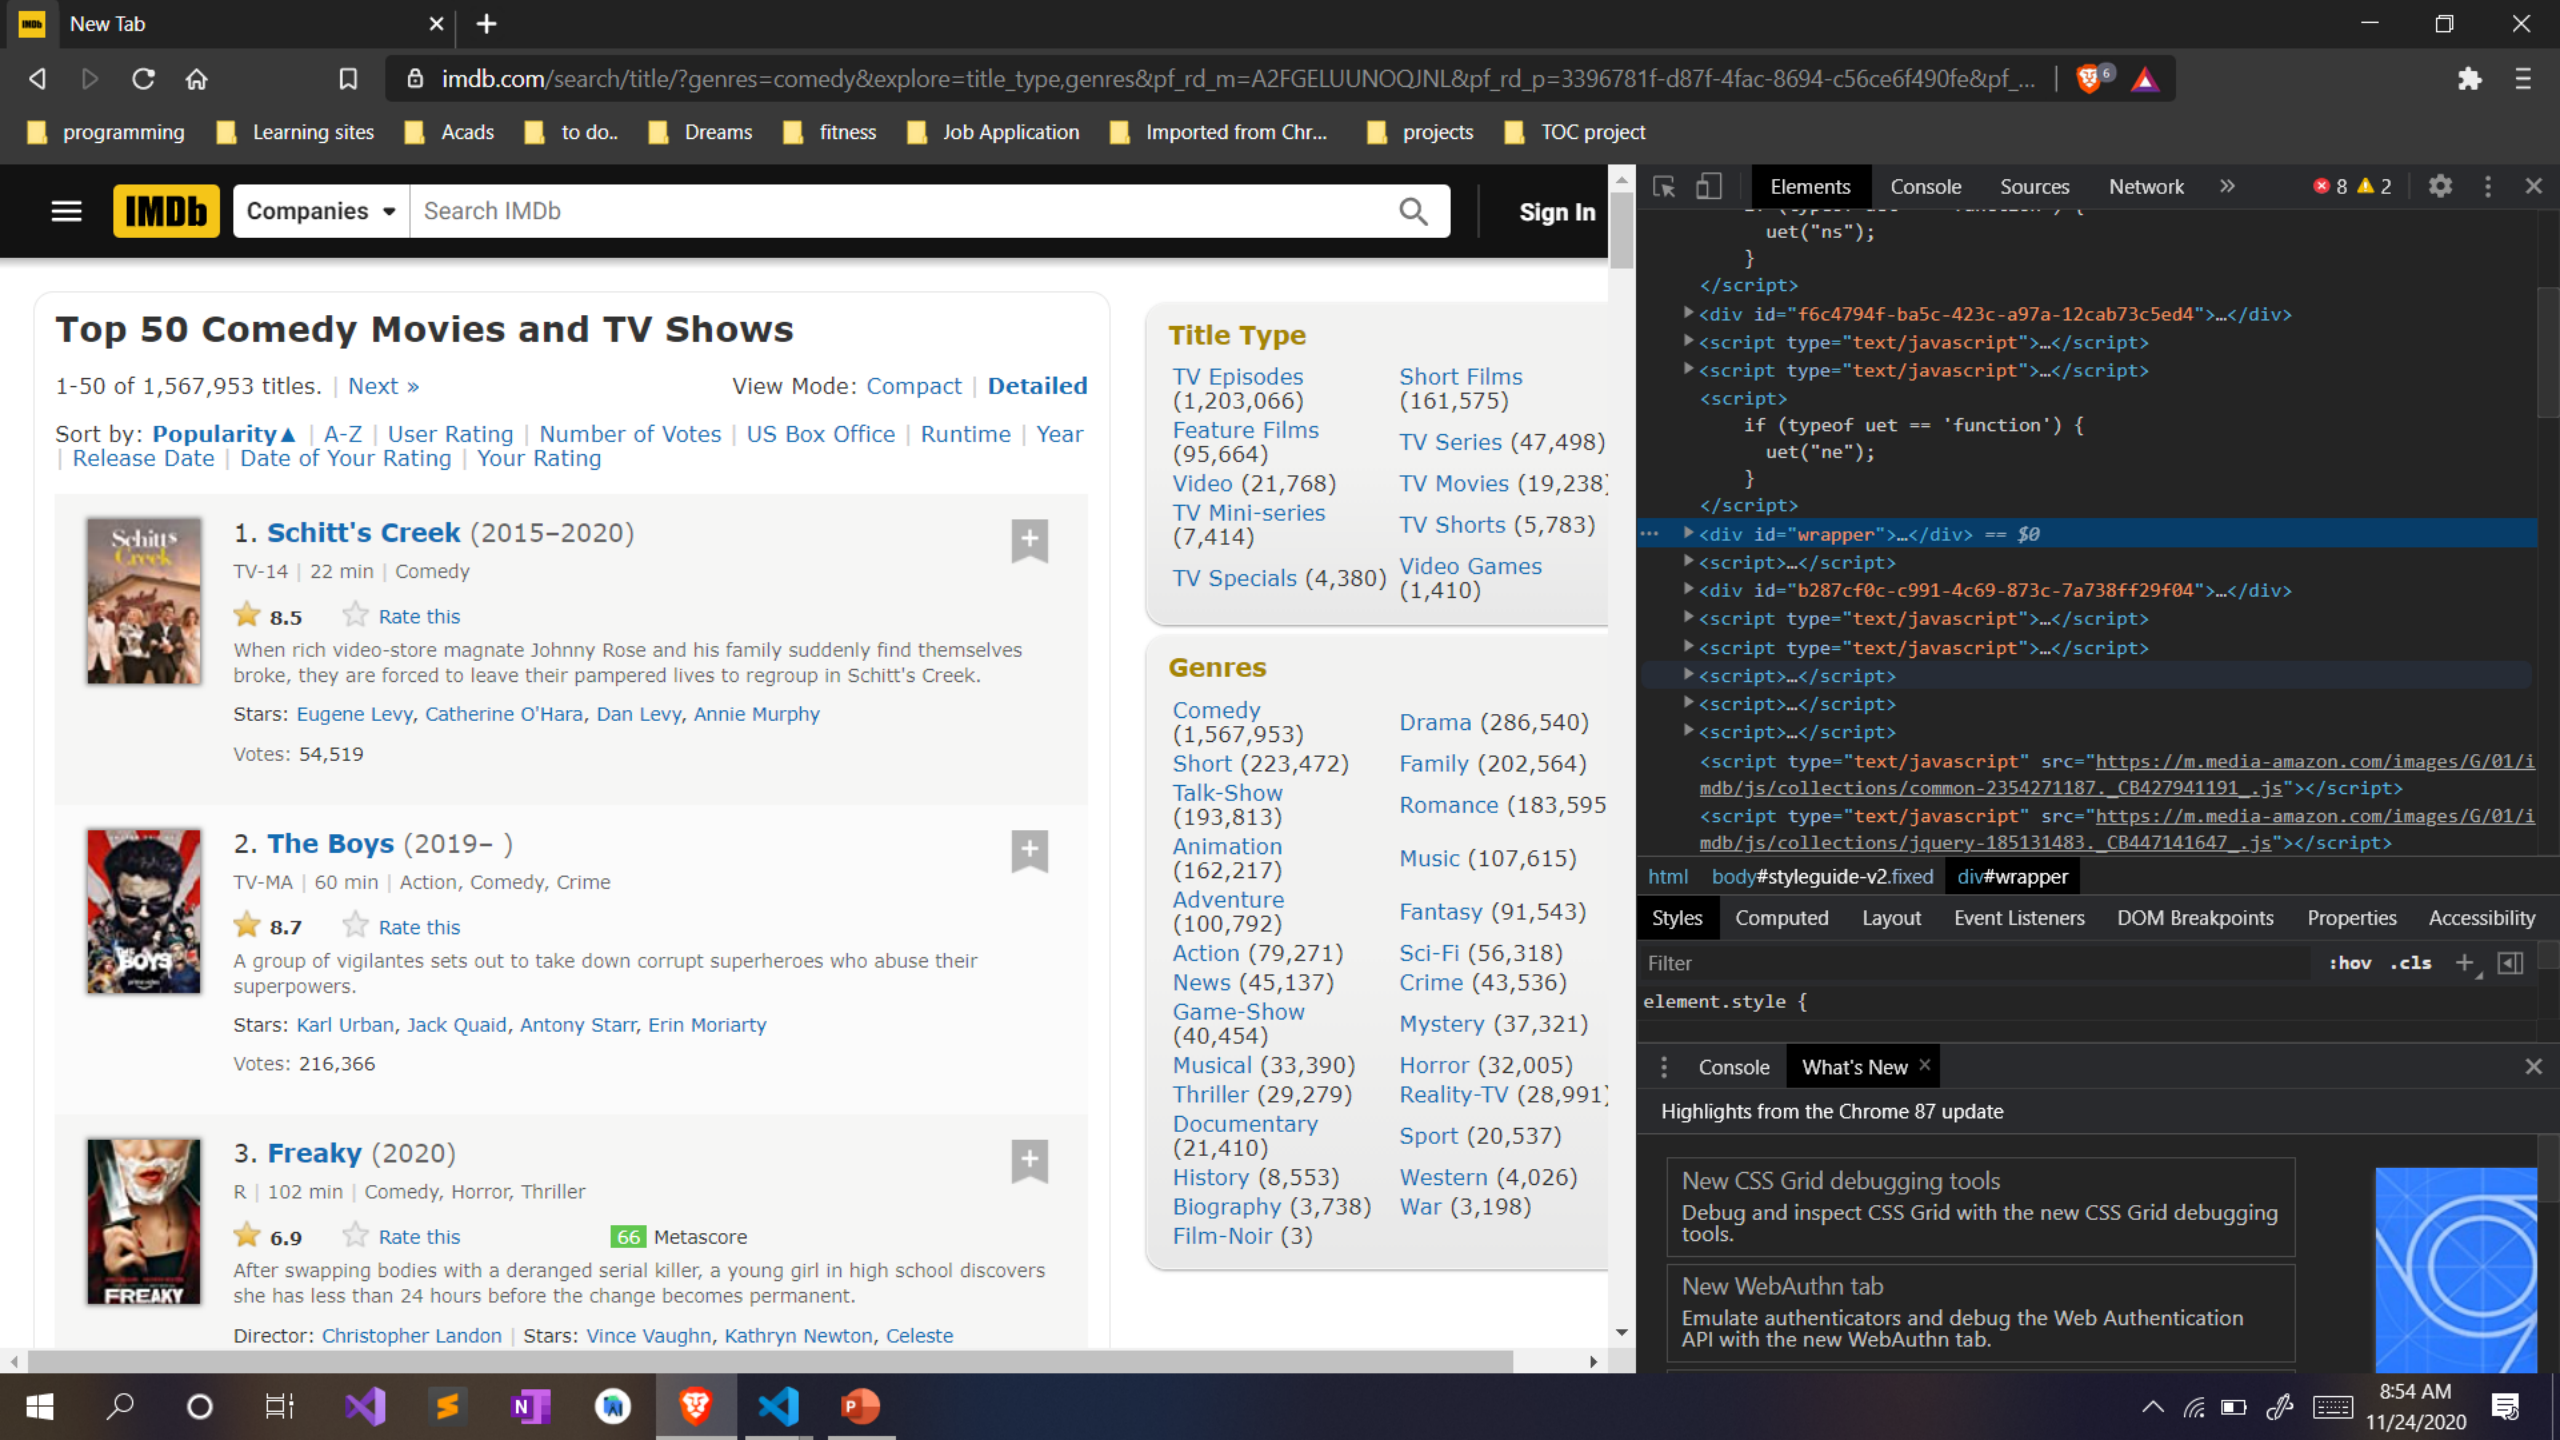 New Tab
imdb.com/search/title/?genres=comedy&explore=title_type,genres&pf_rd_m=A2FGELUUNOQJNL&pf_rd_p=3396781f-d87f-4fac-8694-c56ce6f490fe&pf_...
6
programming Learning sites Acads to do.. Dreams fitness Job Application Imported from Chr... projects TOC project
IMDb Companies Search IMDb Sign In
Top 50 Comedy Movies and TV Shows
1-50 of 1,567,953 titles. | Next »
View Mode: Compact | Detailed
Sort by: Popularity▲ | A-Z | User Rating | Number of Votes | US Box Office | Runtime | Year
| Release Date | Date of Your Rating | Your Rating
Schitt's
Creek
1. Schitt's Creek (2015–2020)
TV-14 | 22 min | Comedy
8.5 Rate this
When rich video-store magnate Johnny Rose and his family suddenly find themselves
broke, they are forced to leave their pampered lives to regroup in Schitt's Creek.
Stars: Eugene Levy, Catherine O'Hara, Dan Levy, Annie Murphy
Votes: 54,519
THE
BOYS
2. The Boys (2019– )
TV-MA | 60 min | Action, Comedy, Crime
8.7 Rate this
A group of vigilantes sets out to take down corrupt superheroes who abuse their
superpowers.
Stars: Karl Urban, Jack Quaid, Antony Starr, Erin Moriarty
Votes: 216,366
FREAKY
3. Freaky (2020)
R | 102 min | Comedy, Horror, Thriller
6.9 Rate this 66 Metascore
After swapping bodies with a deranged serial killer, a young girl in high school discovers
she has less than 24 hours before the change becomes permanent.
Director: Christopher Landon | Stars: Vince Vaughn, Kathryn Newton, Celeste
Title Type
TV Episodes
(1,203,066)
Short Films
(161,575)
Feature Films
(95,664)
TV Series (47,498)
Video (21,768)
TV Movies (19,238)
TV Mini-series
(7,414)
TV Shorts (5,783)
TV Specials (4,380)
Video Games
(1,410)
Genres
Comedy
(1,567,953)
Drama (286,540)
Short (223,472)
Family (202,564)
Talk-Show
(193,813)
Romance (183,595
Animation
(162,217)
Music (107,615)
Adventure
(100,792)
Fantasy (91,543)
Action (79,271)
Sci-Fi (56,318)
News (45,137)
Crime (43,536)
Game-Show
(40,454)
Mystery (37,321)
Musical (33,390)
Horror (32,005)
Thriller (29,279)
Reality-TV (28,991)
Documentary
(21,410)
Sport (20,537)
History (8,553)
Western (4,026)
Biography (3,738)
War (3,198)
Film-Noir (3)
Elements Console Sources Network » 8 2
uet("ns");
}
</script>
<div id="f6c4794f-ba5c-423c-a97a-12cab73c5ed4">…</div>
<script type="text/javascript">…</script>
<script type="text/javascript">…</script>
<script>
if (typeof uet == 'function') {
uet("ne");
}
</script>
<div id="wrapper">…</div> == $0
<script>…</script>
<div id="b287cf0c-c991-4c69-873c-7a738ff29f04">…</div>
<script type="text/javascript">…</script>
<script type="text/javascript">…</script>
<script>…</script>
<script>…</script>
<script>…</script>
<script type="text/javascript" src="https://m.media-amazon.com/images/G/01/i
mdb/js/collections/common-2354271187._CB427941191_.js"></script>
<script type="text/javascript" src="https://m.media-amazon.com/images/G/01/i
mdb/js/collections/jquery-185131483._CB447141647_.js"></script>
html body#styleguide-v2.fixed div#wrapper
Styles Computed Layout Event Listeners DOM Breakpoints Properties Accessibility
Filter :hov .cls
element.style {
Console What's New
Highlights from the Chrome 87 update
New CSS Grid debugging tools
Debug and inspect CSS Grid with the new CSS Grid debugging
tools.
New WebAuthn tab
Emulate authenticators and debug the Web Authentication
API with the new WebAuthn tab.
8:54 AM
11/24/2020